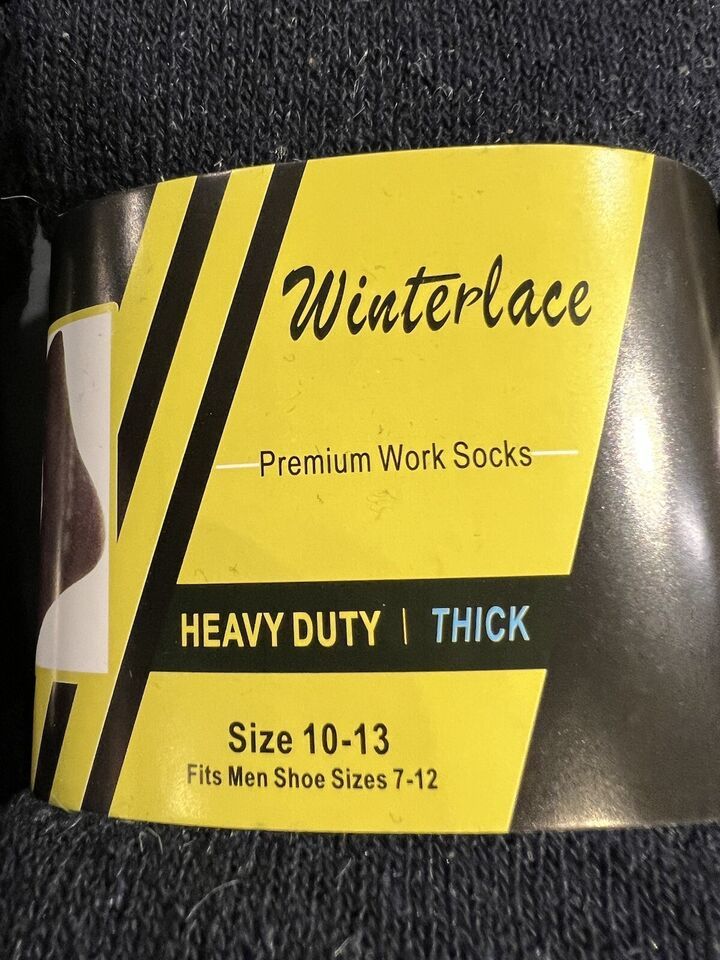 Winterlace
Premium Work Socks
HEAVY DUTY | THICK
Size 10-13
Fits Men Shoe Sizes 7-12